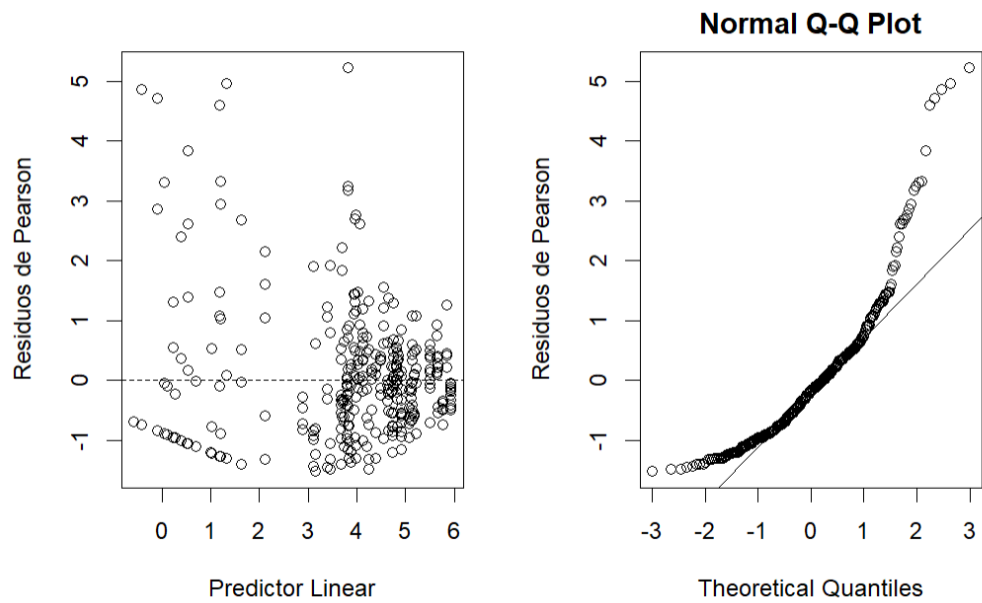 Residuos de Pearson
5
4
3
2
1
0
-1
0 1 2 3 4 5 6
Predictor Linear
Normal Q-Q Plot
Residuos de Pearson
5
4
3
2
1
0
-1
-3 -2 -1 0 1 2 3
Theoretical Quantiles